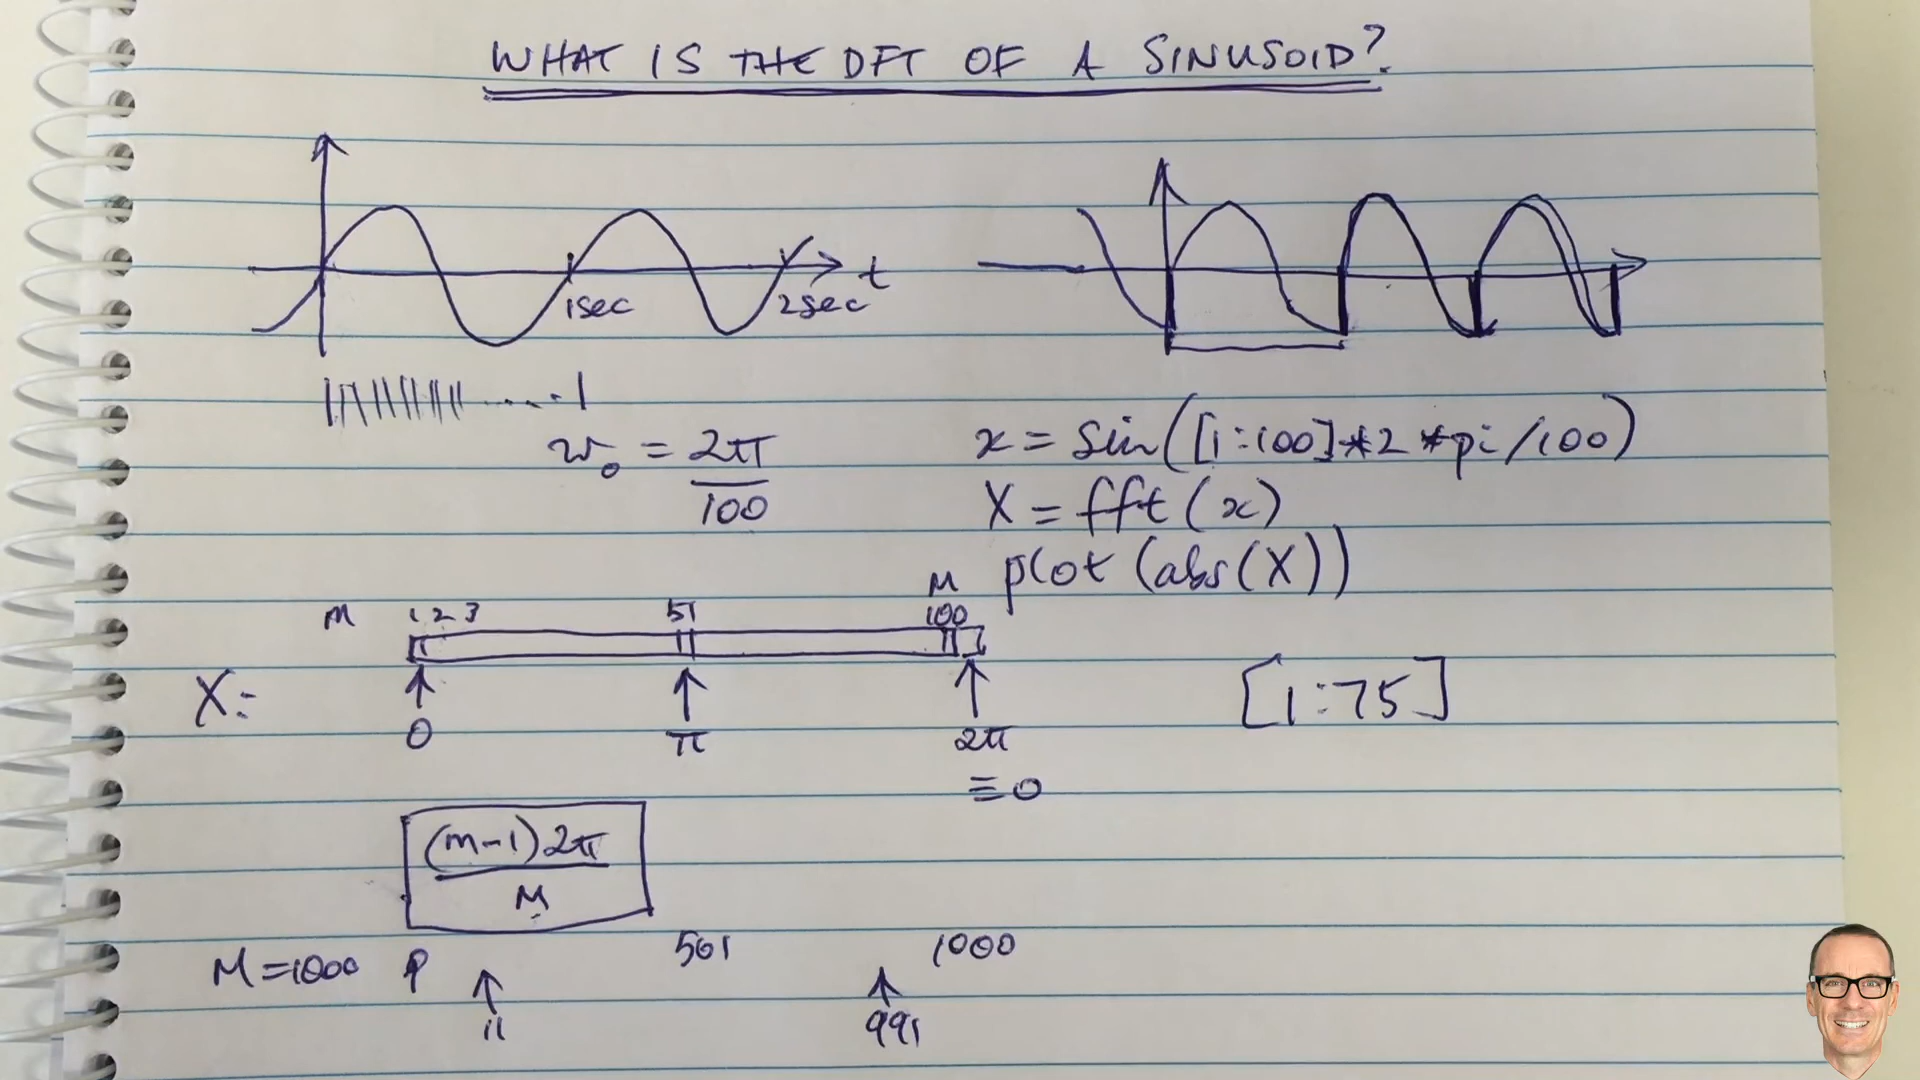 WHAT IS THE DFT OF A SINUSOID?
1sec
2sec
t
w₀ = 2π
100
x = sin([1:100]*2*pi/100)
X = fft(x)
plot(abs(X))
m 1 2 3 51 M
100
X:
0 π 2π
≡ 0
[1:75]
(m-1)2π
M
M=1000 501 1000
11 991